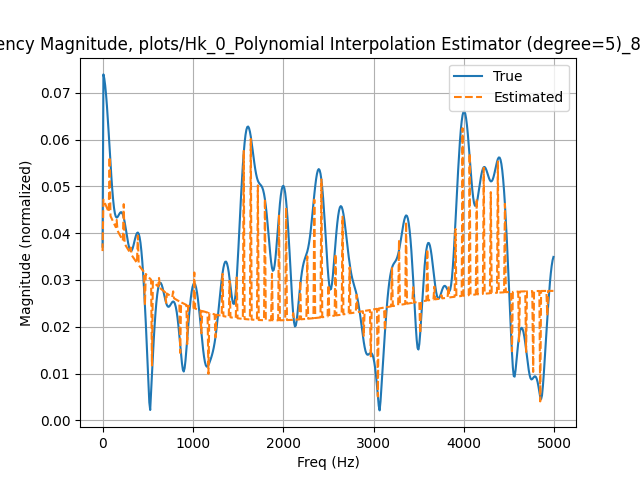 ency Magnitude, plots/Hk_0_Polynomial Interpolation Estimator (degree=5)_8
True
Estimated
Magnitude (normalized)
0.07
0.06
0.05
0.04
0.03
0.02
0.01
0.00
0 1000 2000 3000 4000 5000
Freq (Hz)